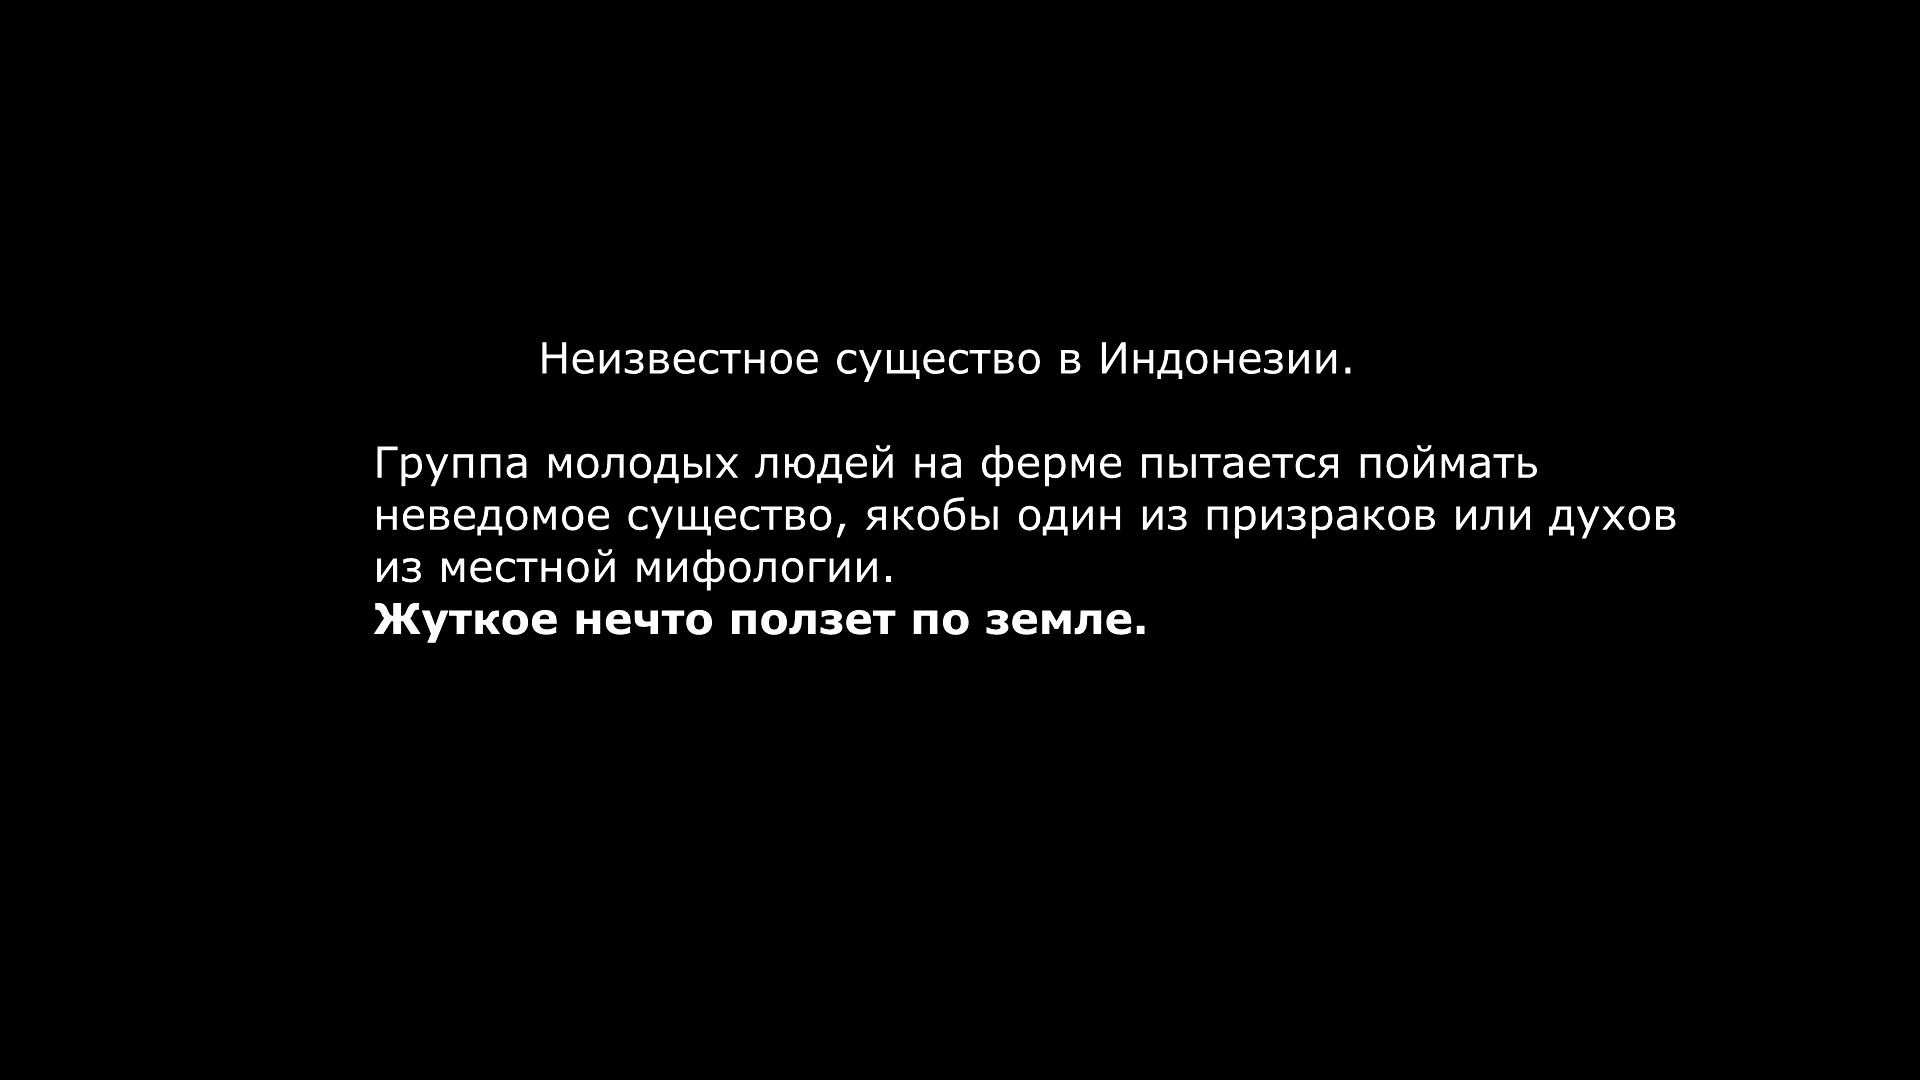 Неизвестное существо в Индонезии.
Группа молодых людей на ферме пытается поймать
неведомое существо, якобы один из призраков или духов
из местной мифологии.
Жуткое нечто ползет по земле.